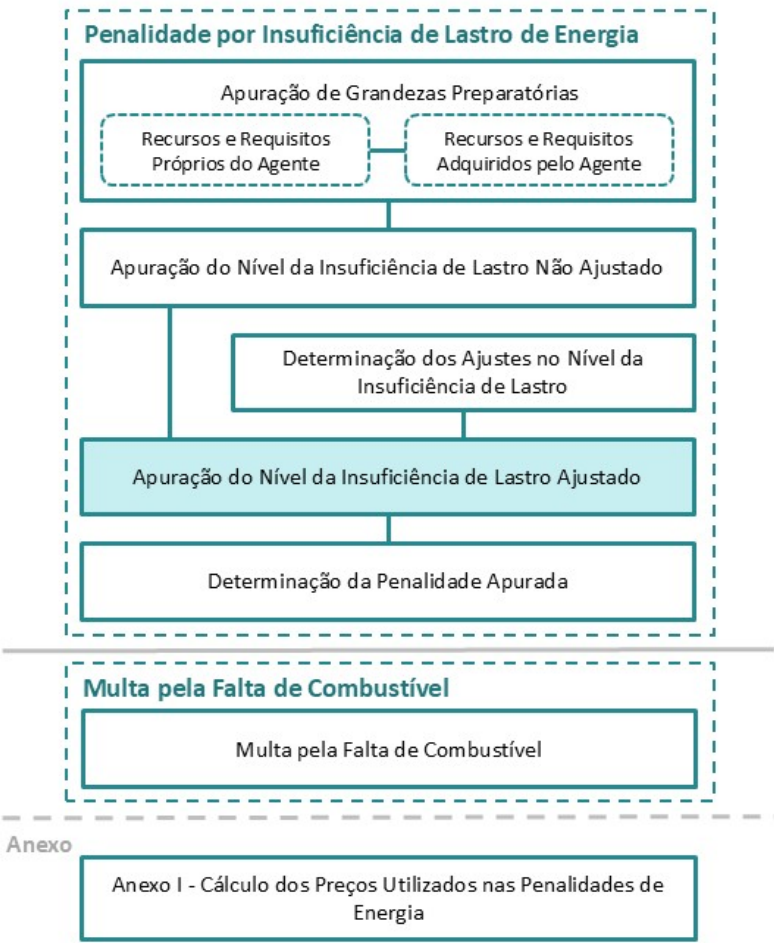 Penalidade por Insuficiência de Lastro de Energia
Apuração de Grandezas Preparatórias
Recursos e Requisitos
Próprios do Agente
Recursos e Requisitos
Adquiridos pelo Agente
Apuração do Nível da Insuficiência de Lastro Não Ajustado
Determinação dos Ajustes no Nível da
Insuficiência de Lastro
Apuração do Nível da Insuficiência de Lastro Ajustado
Determinação da Penalidade Apurada
Multa pela Falta de Combustível
Multa pela Falta de Combustível
Anexo
Anexo I - Cálculo dos Preços Utilizados nas Penalidades de
Energia